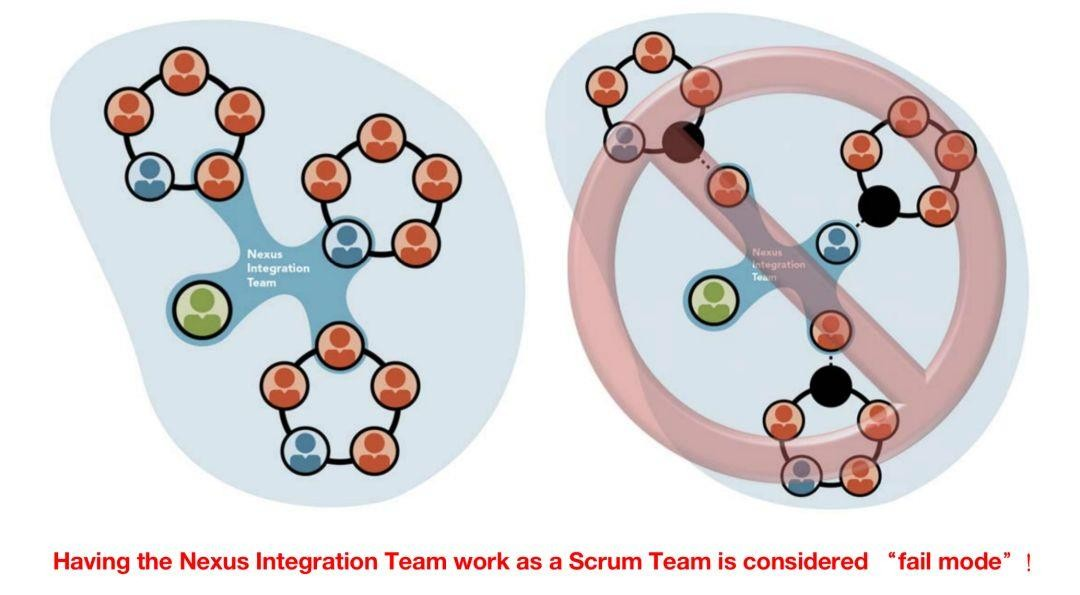 Nexus
Integration
Team
Nexus
Integration
Team
Having the Nexus Integration Team work as a Scrum Team is considered “fail mode”!